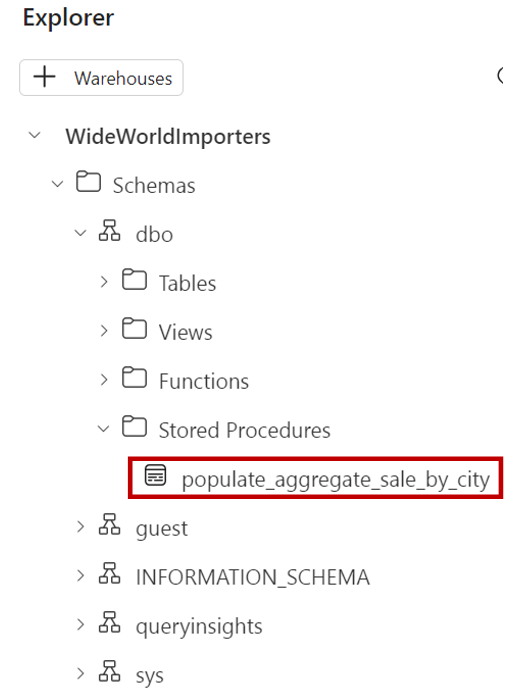 Explorer
Warehouses
WideWorldImporters
Schemas
dbo
Tables
Views
Functions
Stored Procedures
populate_aggregate_sale_by_city
guest
INFORMATION_SCHEMA
queryinsights
sys